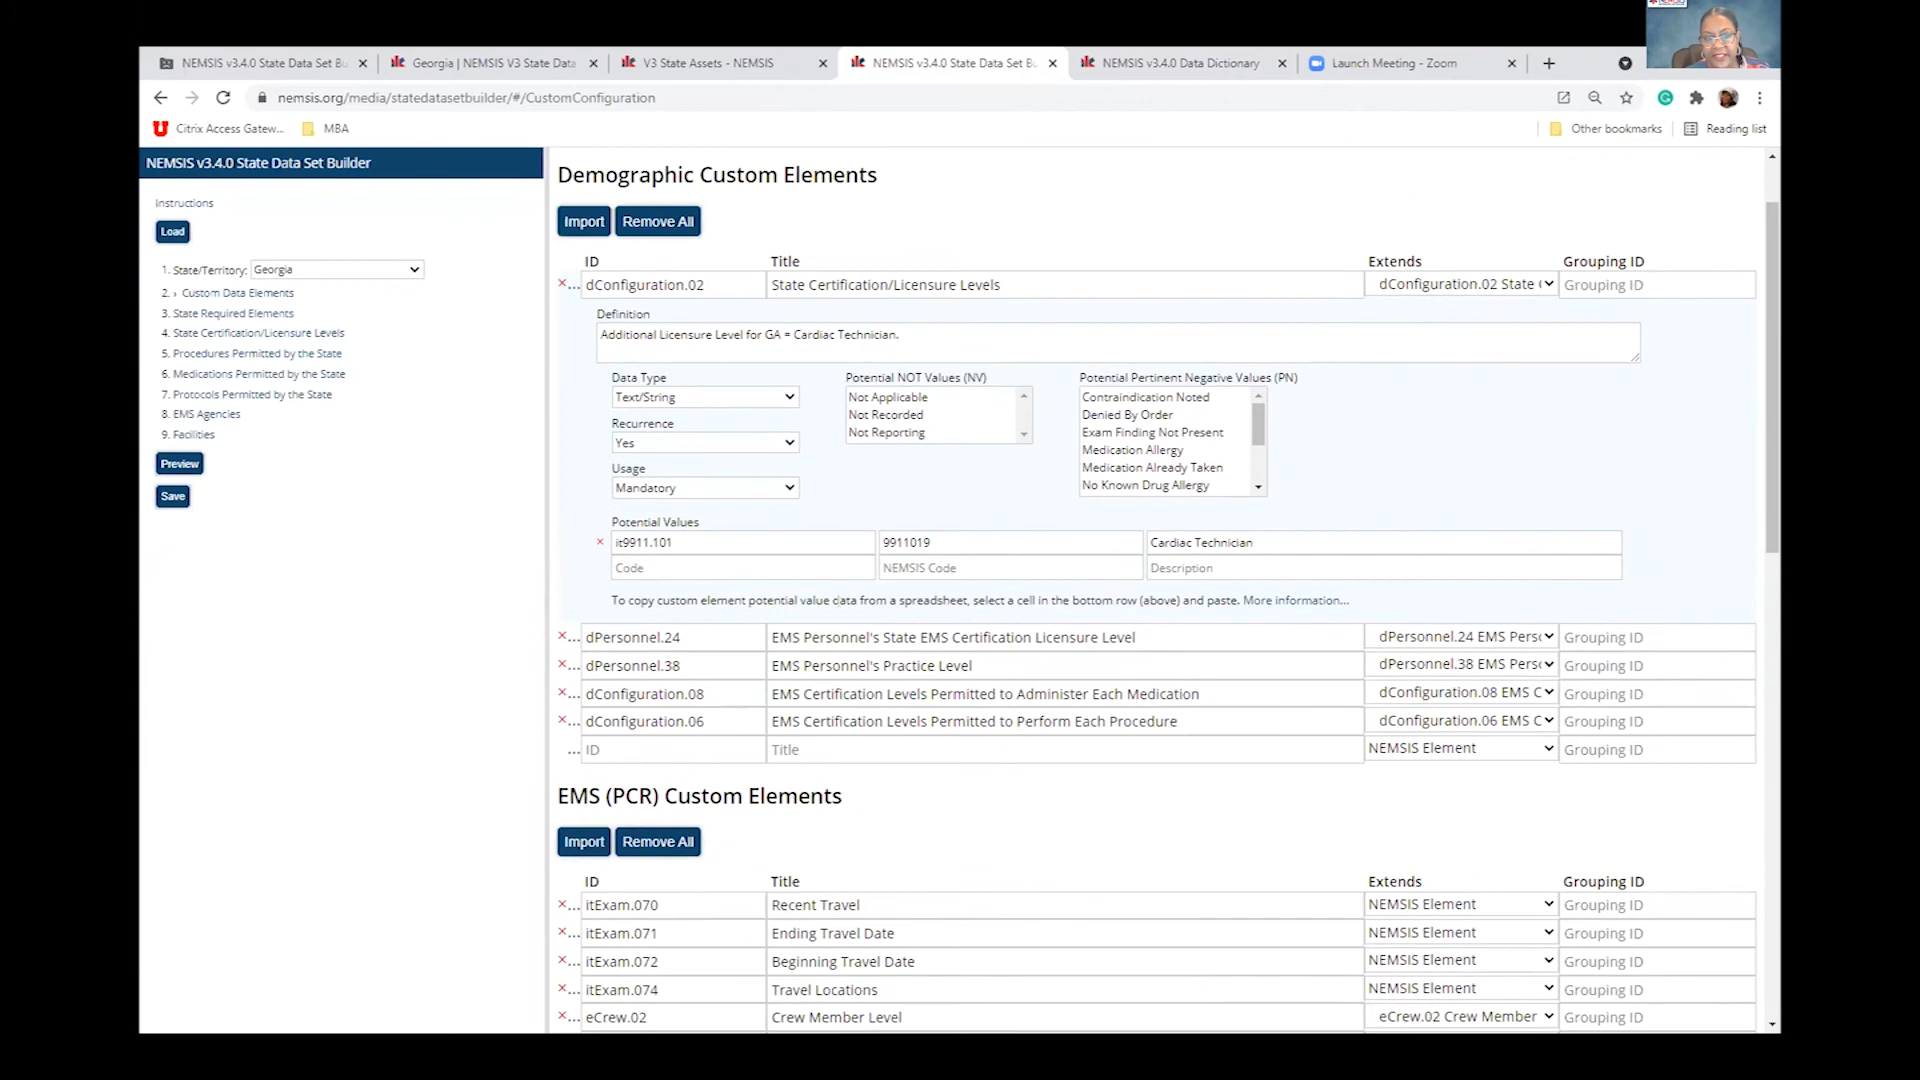 NEMSIS v3.4.0 State Data Set Bu
Georgia | NEMSIS V3 State Data
V3 State Assets - NEMSIS
NEMSIS v3.4.0 State Data Set Bu
NEMSIS v3.4.0 Data Dictionary
Launch Meeting - Zoom
nemsis.org/media/statedatasetbuilder/#/CustomConfiguration
Citrix Access Gatew...
MBA
Other bookmarks
Reading list
NEMSIS v3.4.0 State Data Set Builder
Instructions
Load
1. State/Territory: Georgia
2. › Custom Data Elements
3. State Required Elements
4. State Certification/Licensure Levels
5. Procedures Permitted by the State
6. Medications Permitted by the State
7. Protocols Permitted by the State
8. EMS Agencies
9. Facilities
Preview
Save
Demographic Custom Elements
Import Remove All
ID Title Extends Grouping ID
×... dConfiguration.02 State Certification/Licensure Levels dConfiguration.02 State ( Grouping ID
Definition
Additional Licensure Level for GA = Cardiac Technician.
Data Type
Text/String
Recurrence
Yes
Usage
Mandatory
Potential NOT Values (NV)
Not Applicable
Not Recorded
Not Reporting
Potential Pertinent Negative Values (PN)
Contraindication Noted
Denied By Order
Exam Finding Not Present
Medication Allergy
Medication Already Taken
No Known Drug Allergy
Potential Values
× it9911.101 9911019 Cardiac Technician
Code NEMSIS Code Description
To copy custom element potential value data from a spreadsheet, select a cell in the bottom row (above) and paste. More information...
×... dPersonnel.24 EMS Personnel's State EMS Certification Licensure Level dPersonnel.24 EMS Pers( Grouping ID
×... dPersonnel.38 EMS Personnel's Practice Level dPersonnel.38 EMS Pers( Grouping ID
×... dConfiguration.08 EMS Certification Levels Permitted to Administer Each Medication dConfiguration.08 EMS C Grouping ID
×... dConfiguration.06 EMS Certification Levels Permitted to Perform Each Procedure dConfiguration.06 EMS C Grouping ID
... ID Title NEMSIS Element Grouping ID
EMS (PCR) Custom Elements
Import Remove All
ID Title Extends Grouping ID
×... itExam.070 Recent Travel NEMSIS Element Grouping ID
×... itExam.071 Ending Travel Date NEMSIS Element Grouping ID
×... itExam.072 Beginning Travel Date NEMSIS Element Grouping ID
×... itExam.074 Travel Locations NEMSIS Element Grouping ID
×... eCrew.02 Crew Member Level eCrew.02 Crew Member Grouping ID